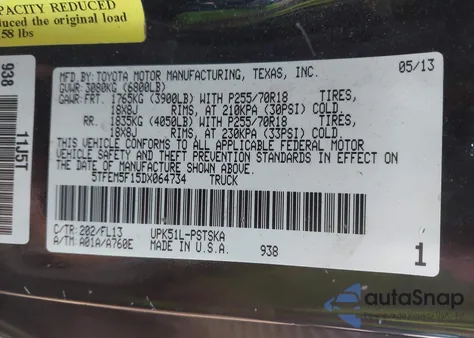 PACITY REDUCED
duced the original load
58 lbs
938
11J5T
MFD. BY: TOYOTA MOTOR MANUFACTURING, TEXAS, INC. 05/13
GVWR: 3080KG (6800LB)
GAWR: FRT. 1765KG (3900LB) WITH P255/70R18 TIRES,
18X8J RIMS, AT 210KPA (30PSI) COLD.
RR. 1835KG (4050LB) WITH P255/70R18 TIRES,
18X8J RIMS, AT 230KPA (33PSI) COLD.
THIS VEHICLE CONFORMS TO ALL APPLICABLE FEDERAL MOTOR
VEHICLE SAFETY AND THEFT PREVENTION STANDARDS IN EFFECT ON
THE DATE OF MANUFACTURE SHOWN ABOVE.
5TFEM5F15DX064734 TRUCK
C/TR: 202/FL13 UPK51L-PSTSKA
A/TM: A01A/A760E MADE IN U.S.A. 938 1
autoSnap